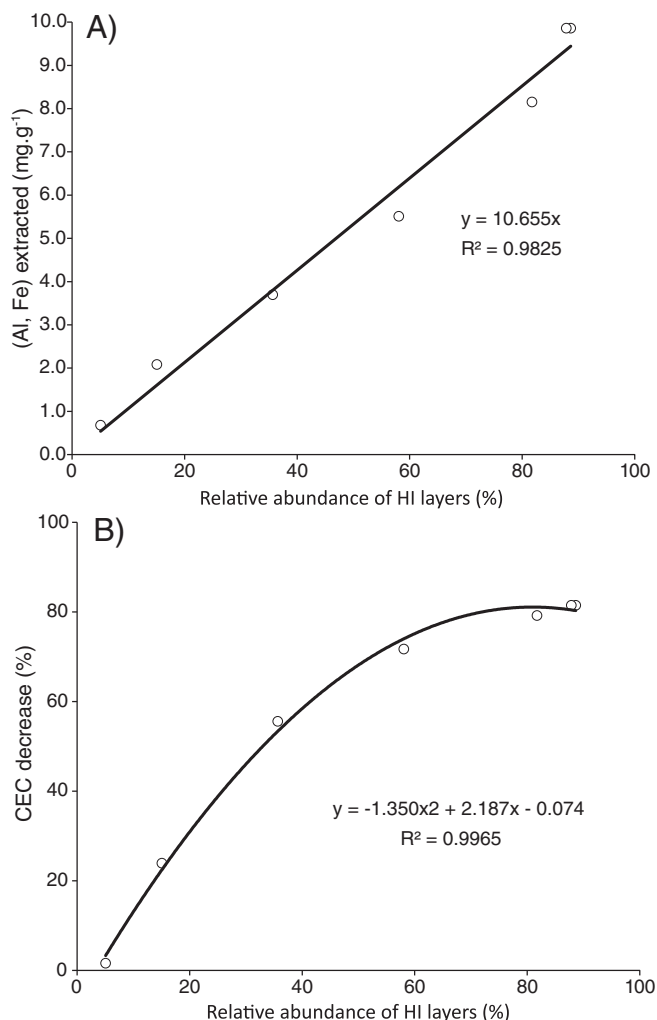 A)
10.0
9.0
8.0
7.0
6.0
5.0
4.0
3.0
2.0
1.0
0.0
(Al, Fe) extracted (mg.g⁻¹)
y = 10.655x
R² = 0.9825
0 20 40 60 80 100
Relative abundance of HI layers (%)
B)
100
80
60
40
20
0
CEC decrease (%)
y = -1.350x2 + 2.187x - 0.074
R² = 0.9965
0 20 40 60 80 100
Relative abundance of HI layers (%)